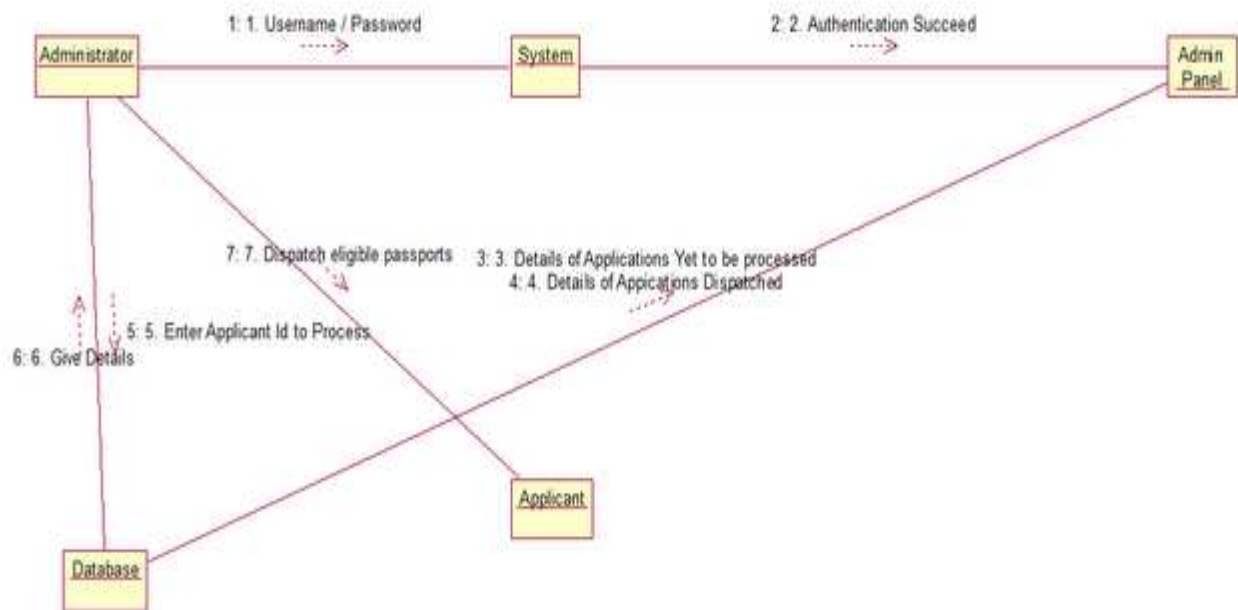 1: 1. Username / Password
2: 2. Authentication Succeed
Administrator
System
Admin
Panel
7: 7. Dispatch eligible passports
3: 3. Details of Applications Yet to be processed
4: 4. Details of Appications Dispatched
5: 5. Enter Applicant Id to Process
6: 6. Give Details
Applicant
Database